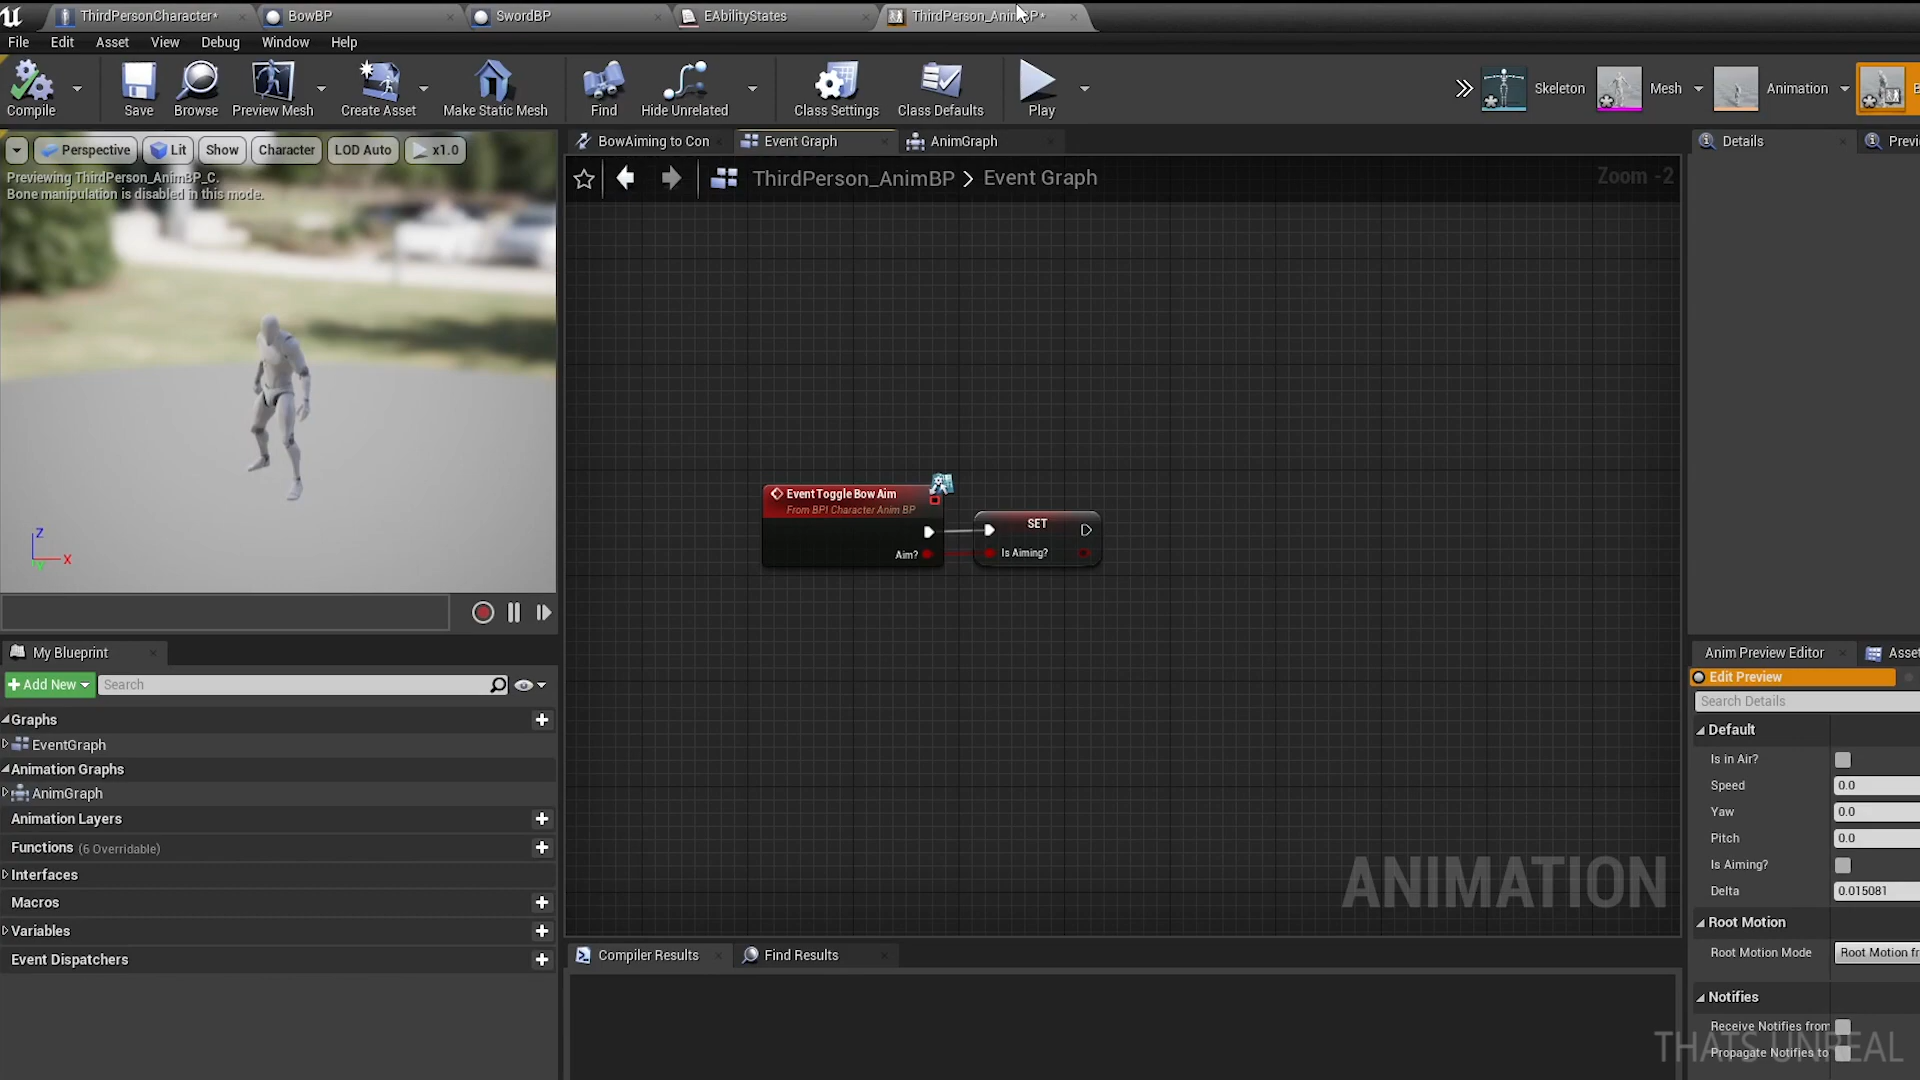 ThirdPersonCharacter*
BowBP
SwordBP
EAbilityStates
ThirdPerson_AnimBP*
File Edit Asset View Debug Window Help
Compile
Save
Browse
Preview Mesh
Create Asset
Make Static Mesh
Find
Hide Unrelated
Class Settings
Class Defaults
Play
Skeleton
Mesh
Animation
Perspective
Lit
Show
Character
LOD Auto
x1.0
Previewing ThirdPerson_AnimBP_C.
Bone manipulation is disabled in this mode.
Z
X
Y
BowAiming to Con
Event Graph
AnimGraph
ThirdPerson_AnimBP > Event Graph
Zoom -2
Event Toggle Bow Aim
From BPI Character Anim BP
Aim?
SET
Is Aiming?
ANIMATION
My Blueprint
Add New
Search
Graphs
EventGraph
Animation Graphs
AnimGraph
Animation Layers
Functions (6 Overridable)
Interfaces
Macros
Variables
Event Dispatchers
Compiler Results
Find Results
Details
Previ
Anim Preview Editor
Asset
Edit Preview
Search Details
Default
Is in Air?
Speed 0.0
Yaw 0.0
Pitch 0.0
Is Aiming?
Delta 0.015081
Root Motion
Root Motion Mode Root Motion fr
Notifies
Receive Notifies from
Propagate Notifies to
THATS UNREAL